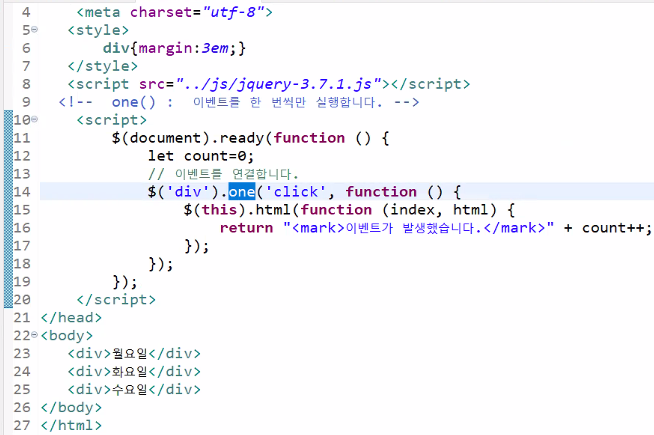 4 <meta charset="utf-8">
5 <style>
6 div{margin:3em;}
7 </style>
8 <script src="../js/jquery-3.7.1.js"></script>
9 <!-- one() : 이벤트를 한 번씩만 실행합니다. -->
10 <script>
11 $(document).ready(function () {
12 let count=0;
13 // 이벤트를 연결합니다.
14 $('div').one('click', function () {
15 $(this).html(function (index, html) {
16 return "<mark>이벤트가 발생했습니다.</mark>" + count++;
17 });
18 });
19 });
20 </script>
21 </head>
22 <body>
23 <div>월요일</div>
24 <div>화요일</div>
25 <div>수요일</div>
26 </body>
27 </html>